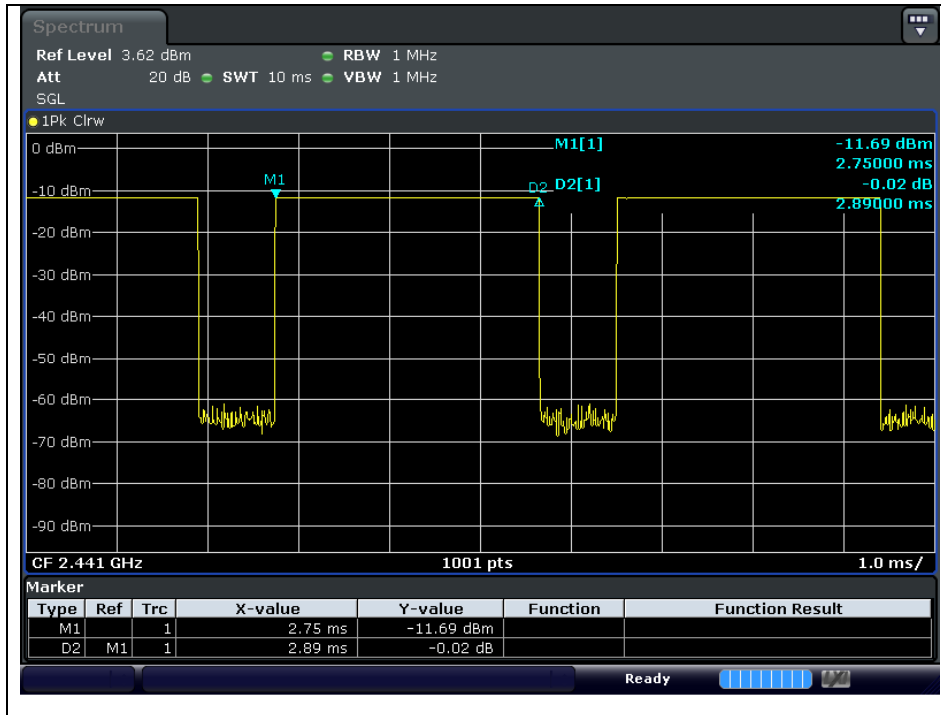 Spectrum
Ref Level 3.62 dBm RBW 1 MHz
Att 20 dB SWT 10 ms VBW 1 MHz
SGL
1Pk Clrw
M1[1] -11.69 dBm
2.75000 ms
D2[1] -0.02 dB
2.89000 ms
M1
D2
0 dBm
-10 dBm
-20 dBm
-30 dBm
-40 dBm
-50 dBm
-60 dBm
-70 dBm
-80 dBm
-90 dBm
CF 2.441 GHz 1001 pts 1.0 ms/
Marker
Type Ref Trc X-value Y-value Function Function Result
M1 1 2.75 ms -11.69 dBm
D2 M1 1 2.89 ms -0.02 dB
Ready